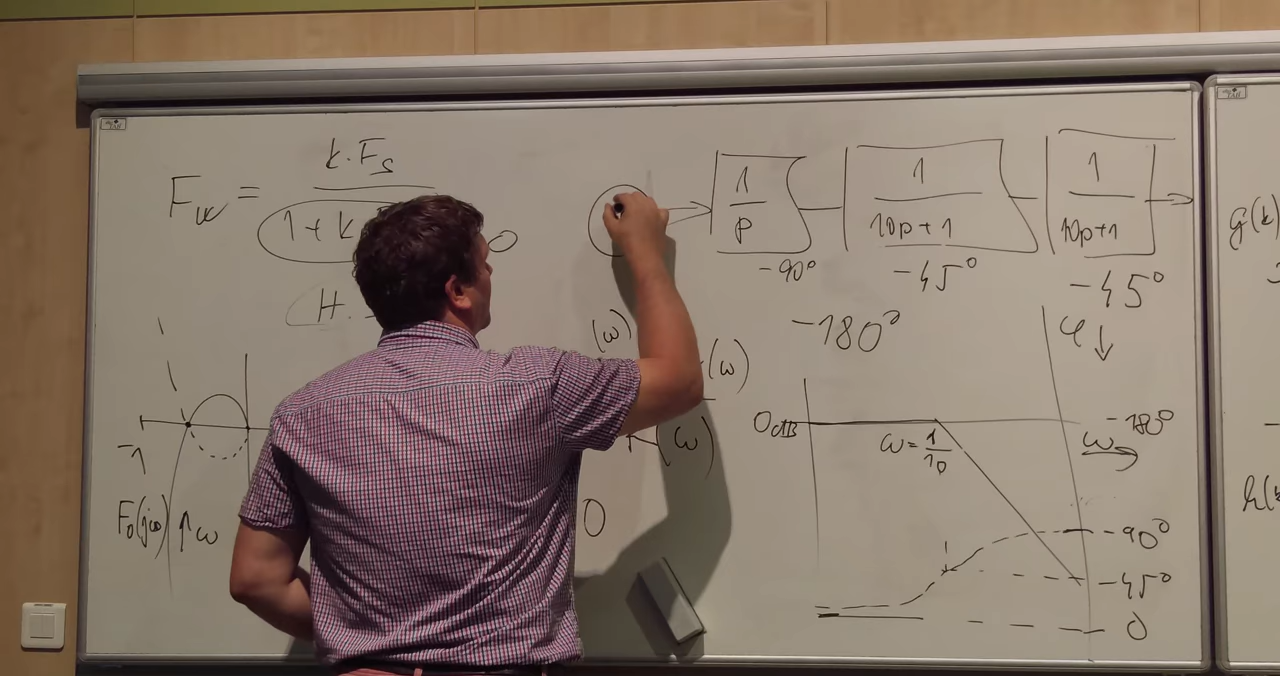 k.F_S
F_W =
1+k
0
H.
1
p
1
10p+1
1
10p+1
-90°
-45°
-45°
-180°
φ ↓
(ω)
(ω)
(ω)
0
-1
F_0(jω) ↑ω
0dB
ω = 1
10
-180°
ω
-90°
-45°
0
g(k)
h(